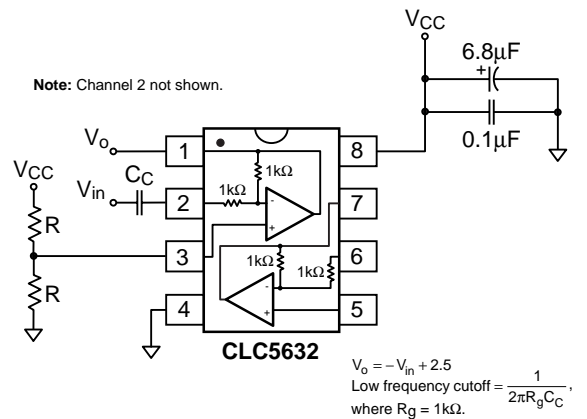 VCC
6.8µF
+
Note: Channel 2 not shown.
0.1µF
Vo
1
8
VCC
CC
1kΩ
Vin
2
1kΩ
-
7
R
+
3
6
1kΩ
1kΩ
R
-
4
+
5
CLC5632
Vo = −Vin + 2.5
Low frequency cutoff = 1 / 2πRgCC ,
where Rg = 1kΩ.